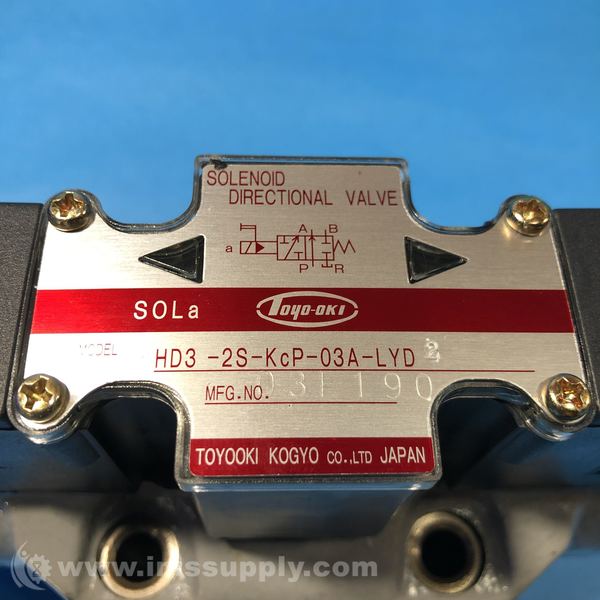 SOLENOID
DIRECTIONAL VALVE
A B
a
P R
SOLa TOYO-OKI
MODEL HD3-2S-KcP-03A-LYD2
MFG.NO.
TOYOOKI KOGYO CO.,LTD JAPAN
www.imssupply.com